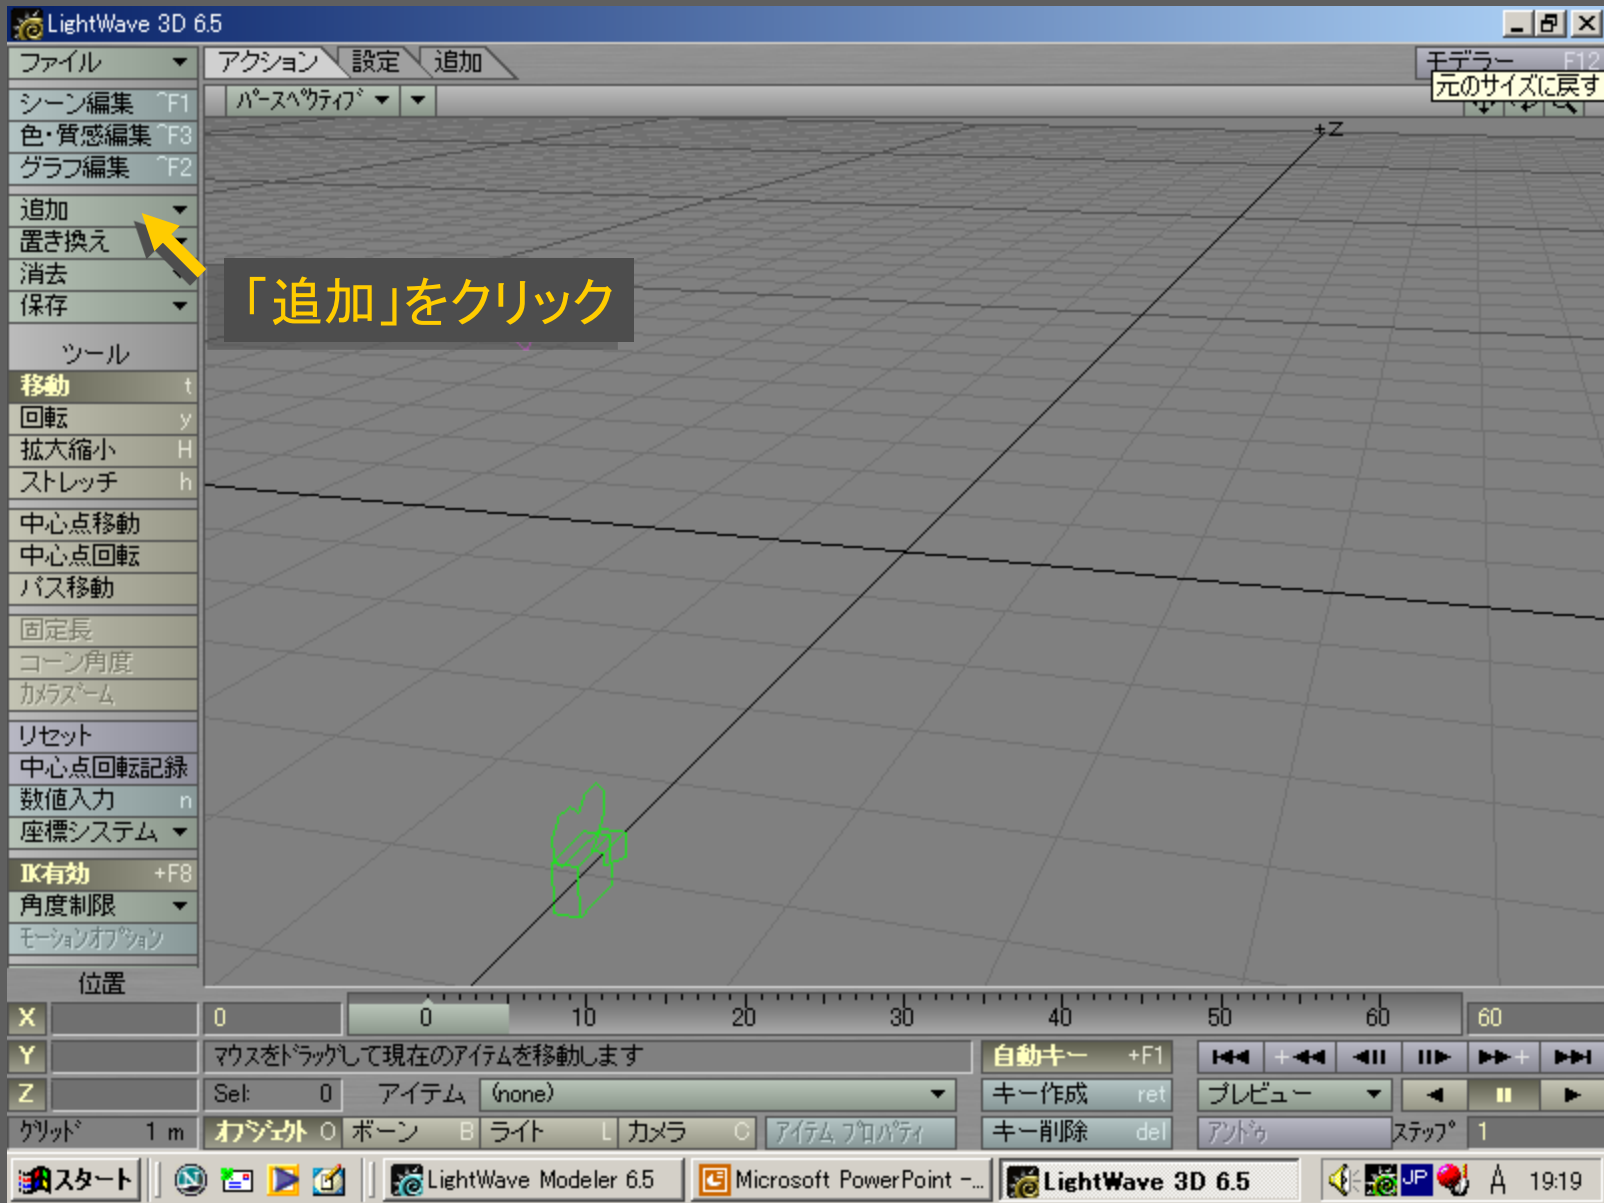 LightWave 3D 6.5
ファイル
アクション 設定 追加
モデラー F12
元のサイズに戻す
シーン編集 ^F1
パースペクティブ
色・質感編集 ^F3
グラフ編集 ^F2
+Z
追加
置き換え
消去
保存
「追加」をクリック
ツール
移動 t
回転 y
拡大縮小 H
ストレッチ h
中心点移動
中心点回転
パス移動
固定長
コーン角度
カメラズーム
リセット
中心点回転記録
数値入力 n
座標システム
IK有効 +F8
角度制限
モーションオプション
位置
X 0 0 10 20 30 40 50 60 60
Y マウスをドラッグして現在のアイテムを移動します 自動キー +F1
Z Sel: 0 アイテム (none) キー作成 ret プレビュー
グリッド 1 m オブジェクト O ボーン B ライト L カメラ C アイテム プロパティ キー削除 del アンドゥ ステップ 1
スタート LightWave Modeler 6.5 Microsoft PowerPoint -... LightWave 3D 6.5 JP A 19:19